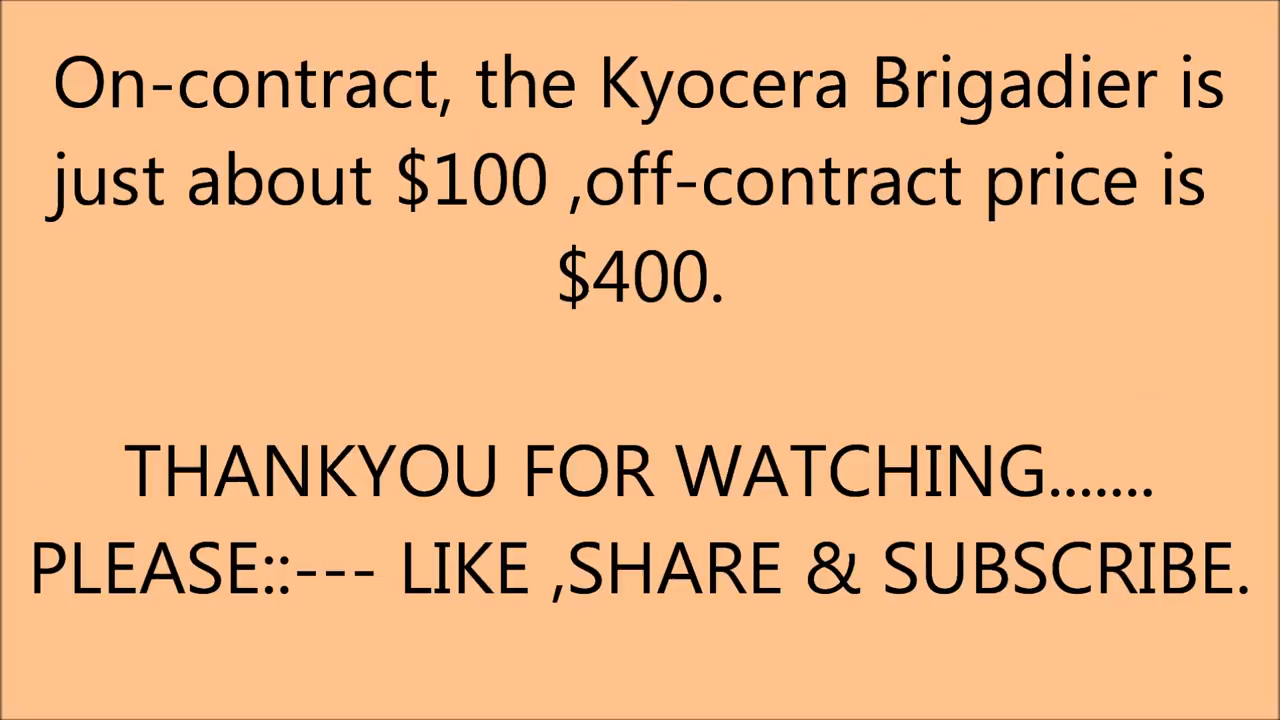 On-contract, the Kyocera Brigadier is
just about $100 ,off-contract price is
$400.
THANKYOU FOR WATCHING.......
PLEASE::--- LIKE ,SHARE & SUBSCRIBE.